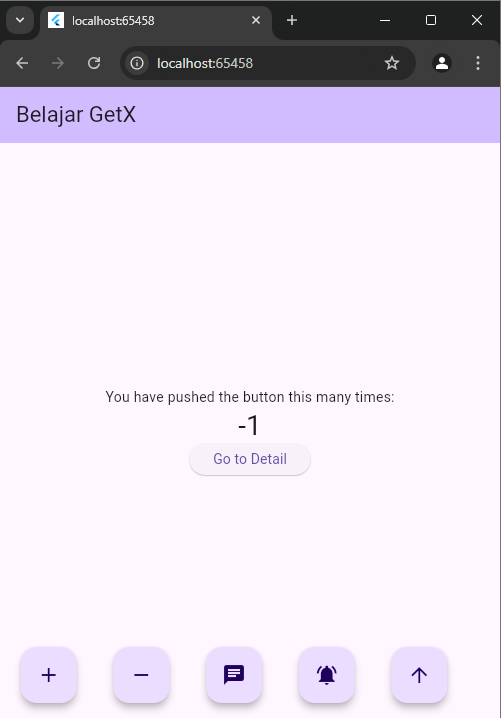 localhost:65458
localhost:65458
Belajar GetX
You have pushed the button this many times:
-1
Go to Detail